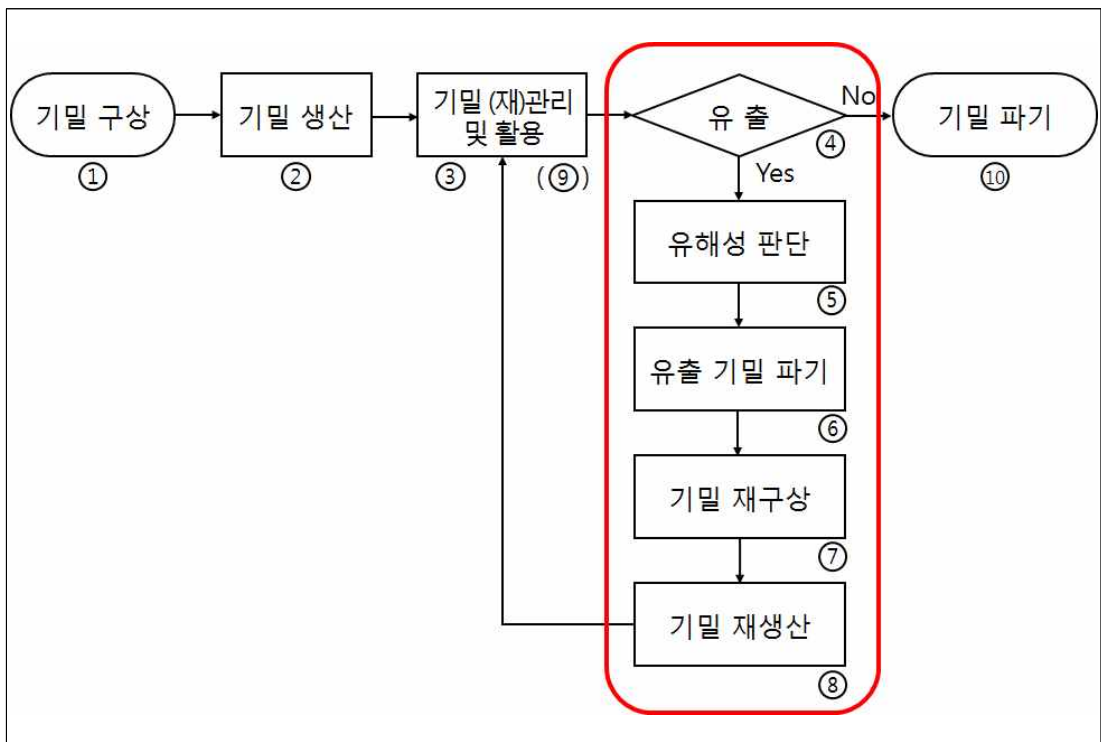 기밀 구상
①
기밀 생산
②
기밀 (재)관리
및 활용
③
(⑨)
유 출
④
No
Yes
기밀 파기
⑩
유해성 판단
⑤
유출 기밀 파기
⑥
기밀 재구상
⑦
기밀 재생산
⑧